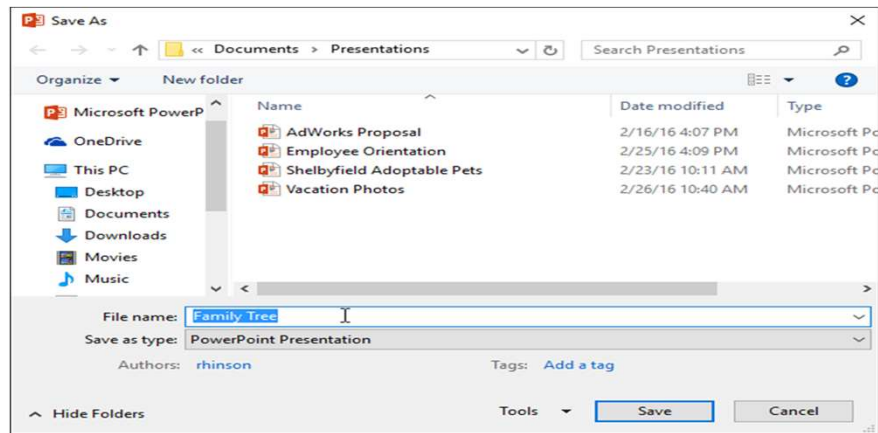 Save As
« Documents > Presentations
Search Presentations
Organize
New folder
Name
Date modified
Type
Microsoft PowerP
OneDrive
This PC
Desktop
Documents
Downloads
Movies
Music
AdWorks Proposal 2/16/16 4:07 PM Microsoft Po
Employee Orientation 2/25/16 4:09 PM Microsoft Po
Shelbyfield Adoptable Pets 2/23/16 10:11 AM Microsoft Po
Vacation Photos 2/26/16 10:40 AM Microsoft Po
File name: Family Tree
Save as type: PowerPoint Presentation
Authors: rhinson Tags: Add a tag
Hide Folders Tools Save Cancel